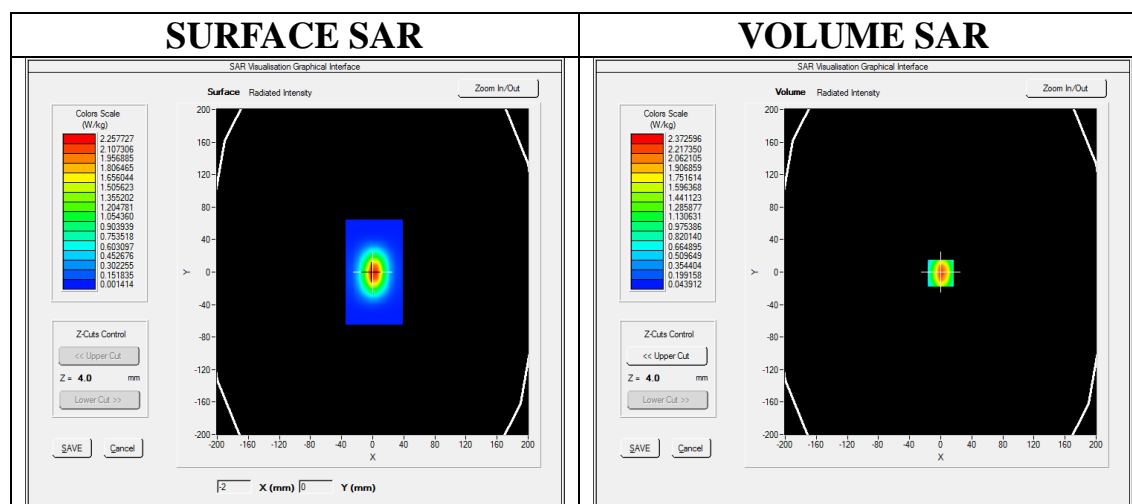 SURFACE SAR
SAR Visualisation Graphical Interface
Surface Radiated Intensity
Zoom In/Out
Colors Scale
(W/kg)
2.257727
2.107306
1.956885
1.806465
1.656044
1.505623
1.355202
1.204781
1.054360
0.903939
0.753518
0.603097
0.452676
0.302255
0.151835
0.001414
Z-Cuts Control
<< Upper Cut
Z = 4.0 mm
Lower Cut >>
SAVE Cancel
200
160
120
80
40
0
-40
-80
-120
-160
-200
Y
-200 -160 -120 -80 -40 0 40 80 120 160 200
X
-2 X (mm) 0 Y (mm)
VOLUME SAR
SAR Visualisation Graphical Interface
Volume Radiated Intensity
Zoom In/Out
Colors Scale
(W/kg)
2.372596
2.217350
2.062105
1.906859
1.751614
1.596368
1.441123
1.285877
1.130631
0.975386
0.820140
0.664895
0.509649
0.354404
0.199158
0.043912
Z-Cuts Control
<< Upper Cut
Z = 4.0 mm
Lower Cut >>
SAVE Cancel
200
160
120
80
40
0
-40
-80
-120
-160
-200
Y
-200 -160 -120 -80 -40 0 40 80 120 160 200
X